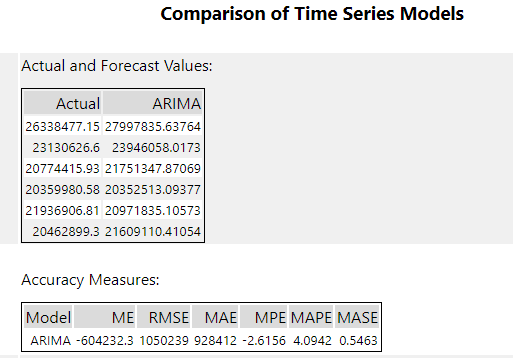 Comparison of Time Series Models
Actual and Forecast Values:
Actual ARIMA
26338477.15 27997835.63764
23130626.6 23946058.0173
20774415.93 21751347.87069
20359980.58 20352513.09377
21936906.81 20971835.10573
20462899.3 21609110.41054
Accuracy Measures:
Model ME RMSE MAE MPE MAPE MASE
ARIMA -604232.3 1050239 928412 -2.6156 4.0942 0.5463